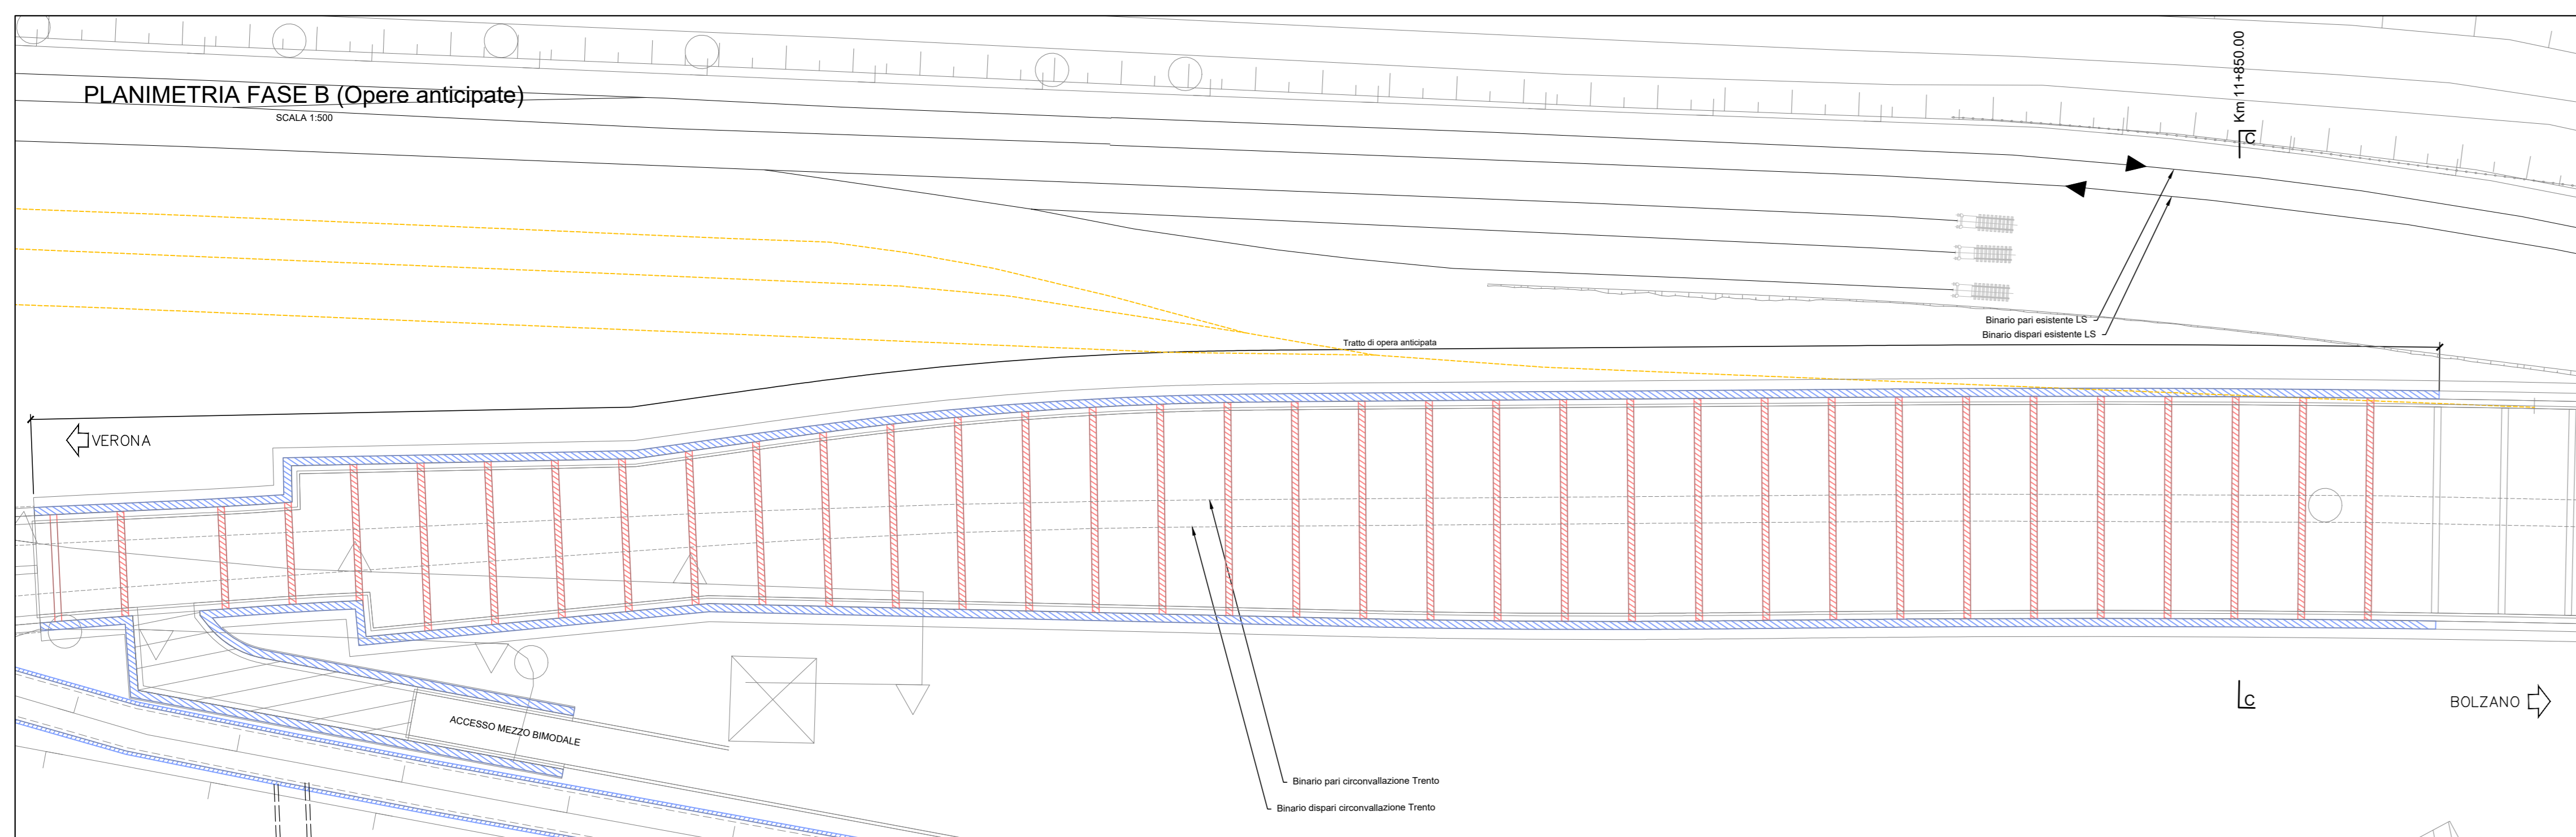 PLANIMETRIA FASE B (Opere anticipate)
SCALA 1:500
Km 11+850.00
C
Binario pari esistente LS
Binario dispari esistente LS
Tratto di opera anticipata
VERONA
ACCESSO MEZZO BIMODALE
C
BOLZANO
Binario pari circonvallazione Trento
Binario dispari circonvallazione Trento